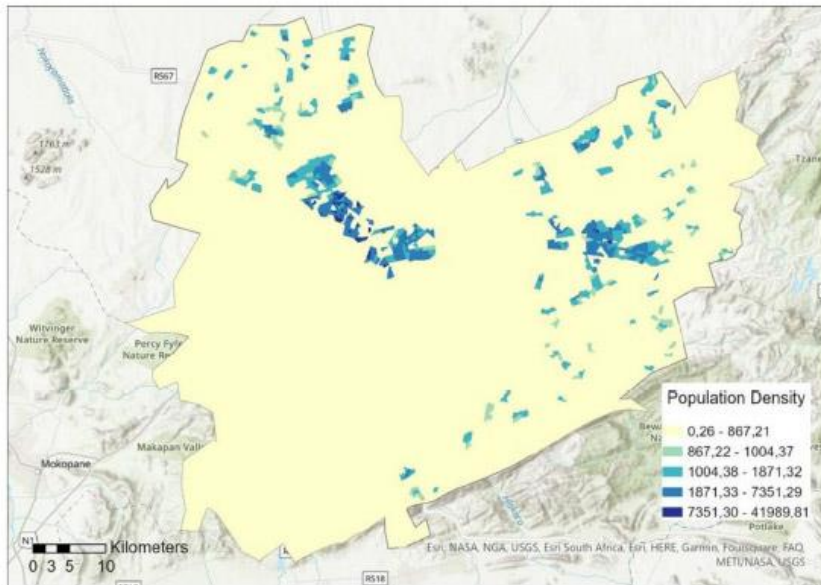 Nkidikitlana
R567
1763 m
1528 m
Tzane
Witvinger
Nature Reserve
Percy Fyfe
Nature Re
Makapan Vall
Mokopane
N1
R518
Potlake
Population Density
0,26 - 867,21
867,22 - 1004,37
1004,38 - 1871,32
1871,33 - 7351,29
7351,30 - 41989,81
Bewa
Na
0 3 5 10 Kilometers
Esri, NASA, NGA, USGS, Esri South Africa, Esri, HERE, Garmin, Foursquare, FAO,
METI/NASA, USGS